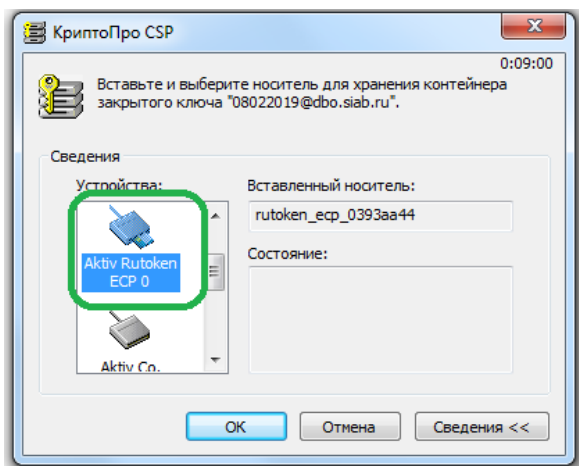 КриптоПро CSP
0:09:00
Вставьте и выберите носитель для хранения контейнера
закрытого ключа "08022019@dbo.siab.ru".
Сведения
Устройства:
Вставленный носитель:
rutoken_ecp_0393aa44
Aktiv Rutoken
ECP 0
Состояние:
Aktiv Co.
ОК
Отмена
Сведения <<